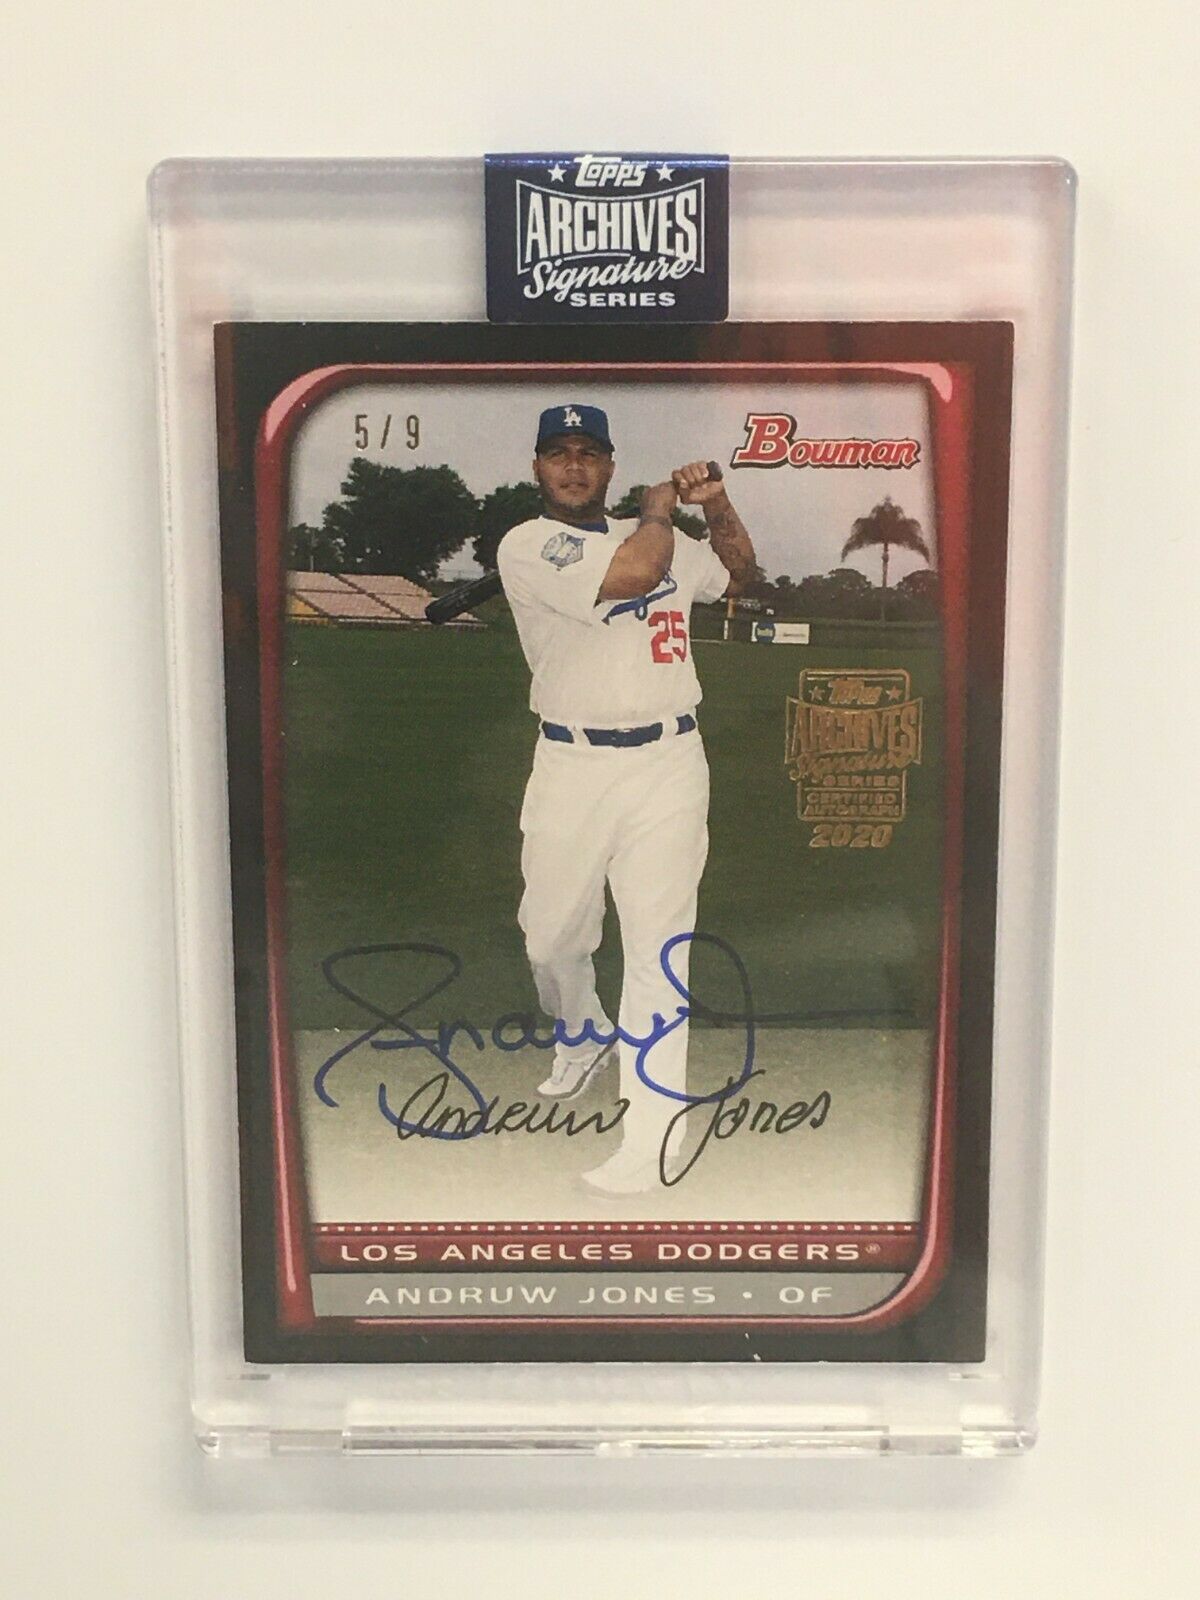 Topps
ARCHIVES
Signature
SERIES
5/9
Bowman
LA
25
Topps
ARCHIVES
Signature
SERIES
CERTIFIED
AUTOGRAPH
2020
Andruw J
Andruw Jones
LOS ANGELES DODGERS®
ANDRUW JONES • OF